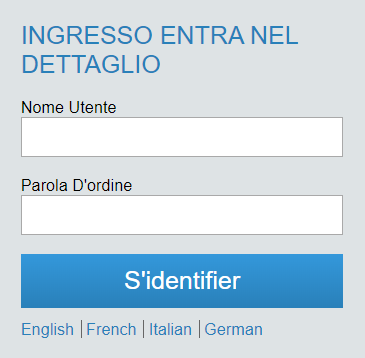 INGRESSO ENTRA NEL
DETTAGLIO
Nome Utente
Parola D'ordine
S'identifier
English | French | Italian | German